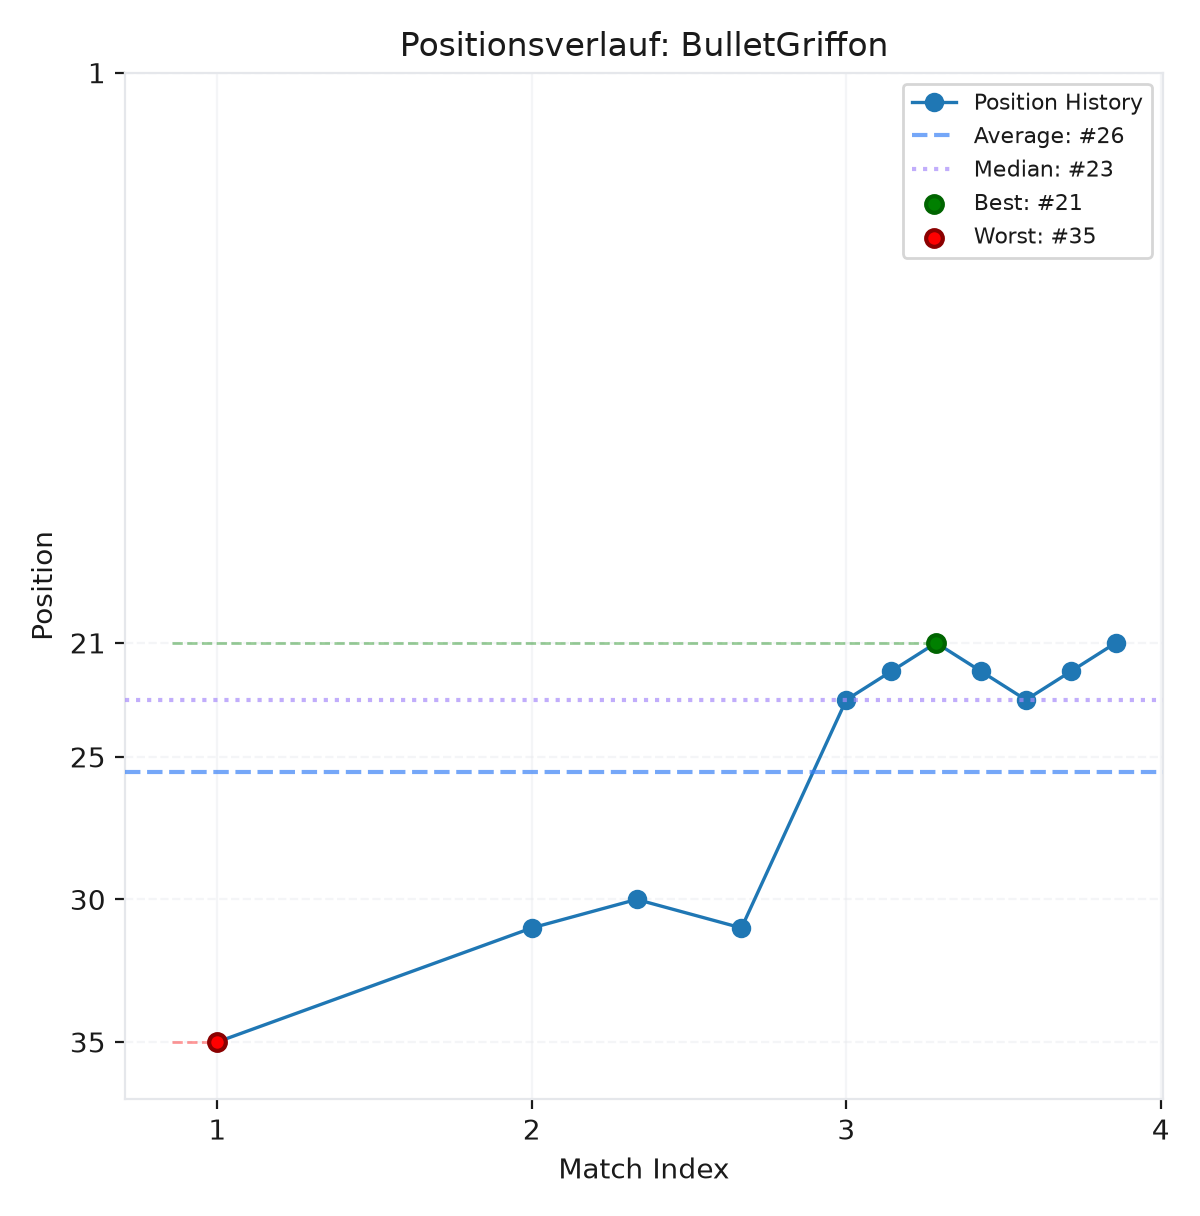 Positionsverlauf: BulletGriffon
Position History
Average: #26
Median: #23
Best: #21
Worst: #35
Position
1
21
25
30
35
1
2
3
4
Match Index